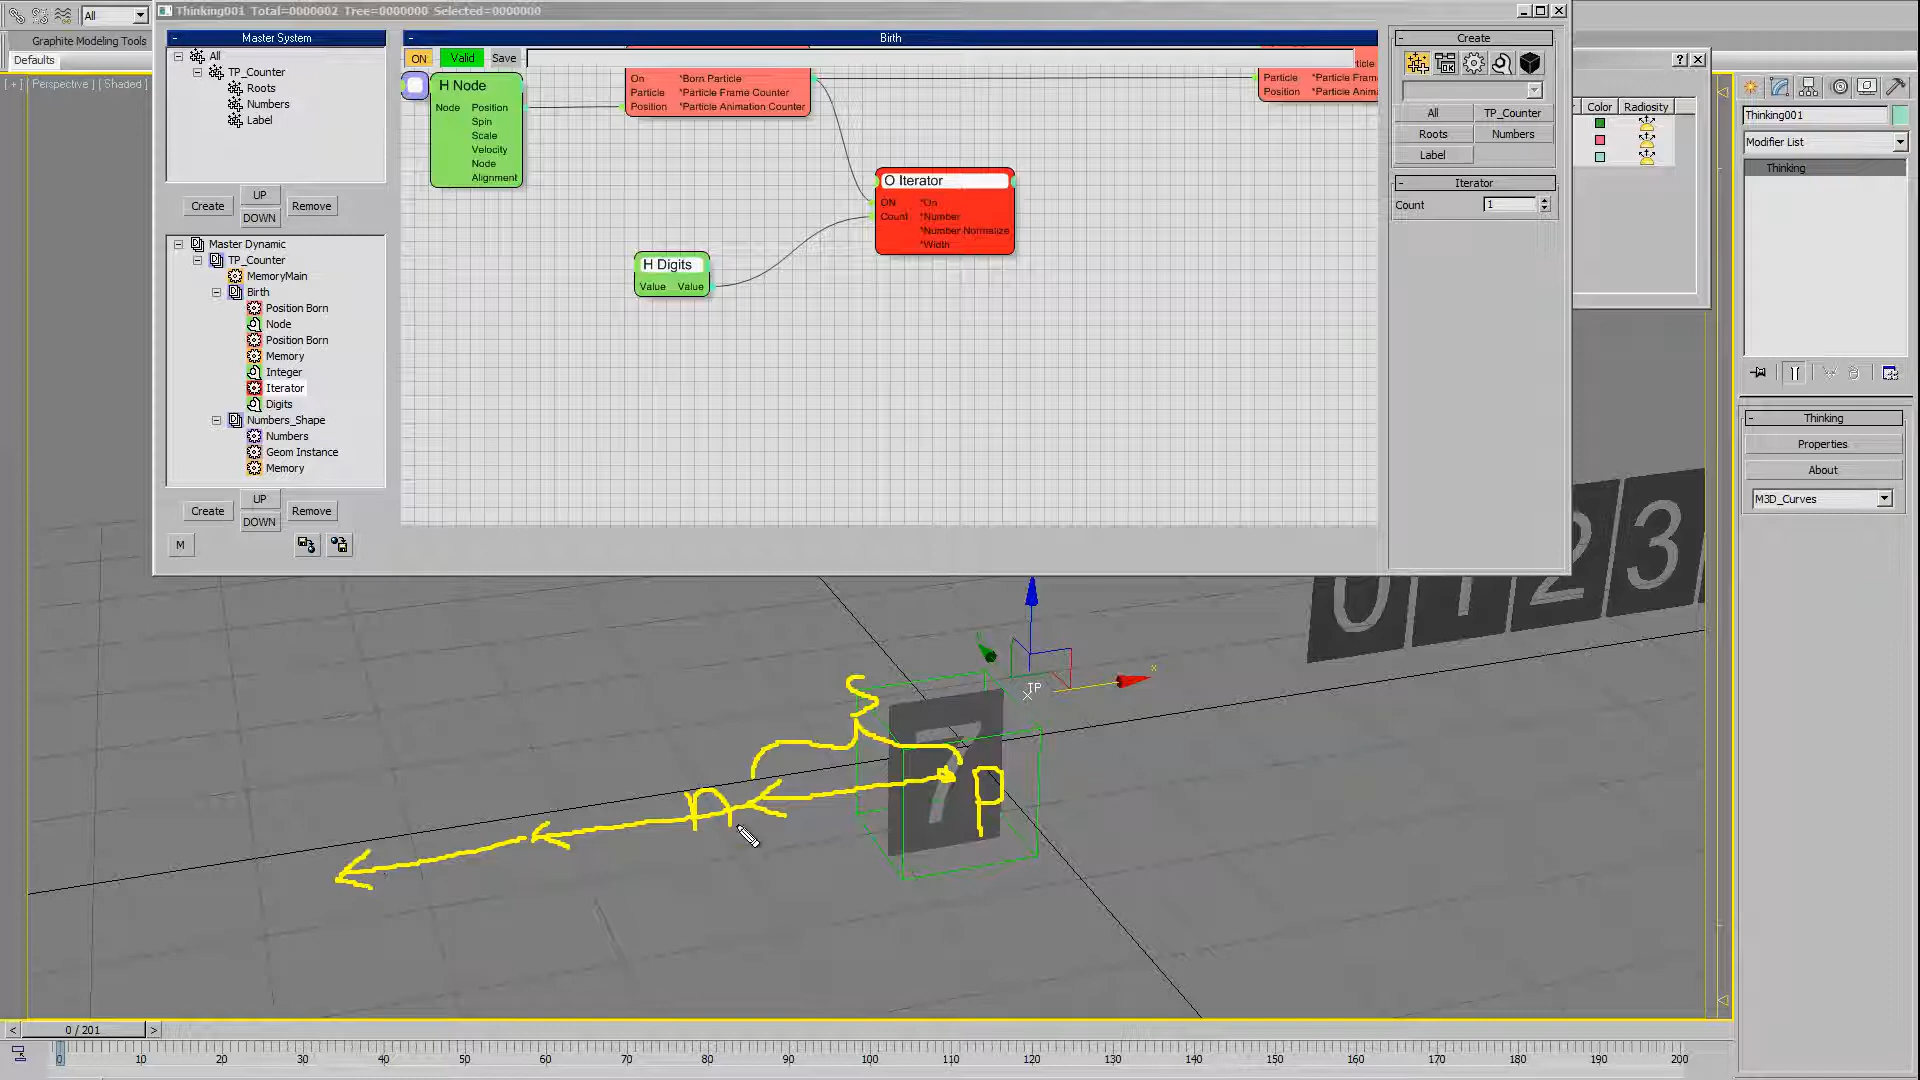 Thinking001 Total=0000002 Tree=0000000 Selected=0000000
All
Graphite Modeling Tools
Defaults
[ + ] [ Perspective ] [ Shaded ]
Master System
All
TP_Counter
Roots
Numbers
Label
Create
UP
DOWN
Remove
Master Dynamic
TP_Counter
MemoryMain
Birth
Position Born
Node
Position Born
Memory
Integer
Iterator
Digits
Numbers_Shape
Numbers
Geom Instance
Memory
Create
UP
DOWN
Remove
M
Birth
ON
Valid
Save
H Node
Node Position
Spin
Scale
Velocity
Node
Alignment
On *Born Particle
Particle *Particle Frame Counter
Position *Particle Animation Counter
O Iterator
ON *On
Count *Number
*Number Normalize
*Width
H Digits
Value Value
Particle *Particle Fram
Position *Particle Anima
Create
All
TP_Counter
Roots
Numbers
Label
Iterator
Count 1
Color Radiosity
Thinking001
Modifier List
Thinking
Thinking
Properties
About
M3D_Curves
0 1 2 3
TP
x
7
S
n
P
< 0 / 201 >
0 10 20 30 40 50 60 70 80 90 100 110 120 130 140 150 160 170 180 190 200